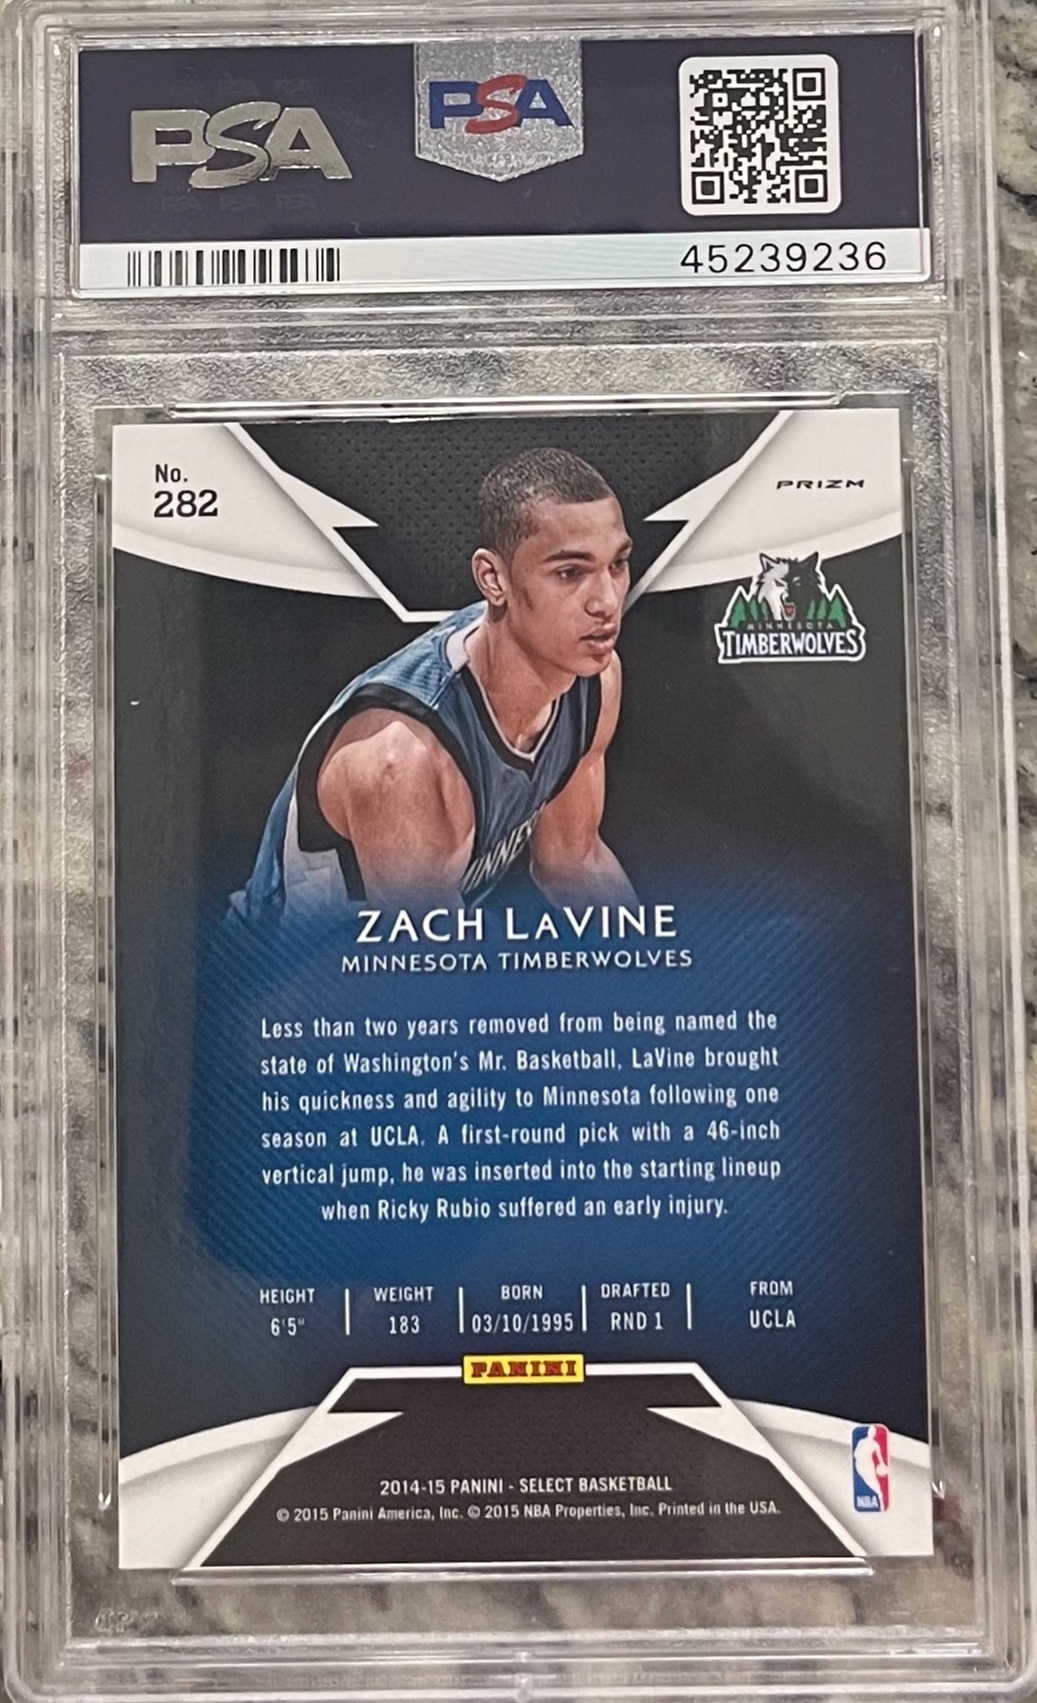 PSA
PSA
45239236
No.
282
PRIZM
MINNESOTA
TIMBERWOLVES
ZACH LaVINE
MINNESOTA TIMBERWOLVES
Less than two years removed from being named the
state of Washington's Mr. Basketball, LaVine brought
his quickness and agility to Minnesota following one
season at UCLA. A first-round pick with a 46-inch
vertical jump, he was inserted into the starting lineup
when Ricky Rubio suffered an early injury.
HEIGHT WEIGHT BORN DRAFTED FROM
6'5" 183 03/10/1995 RND 1 UCLA
PANINI
2014-15 PANINI - SELECT BASKETBALL
© 2015 Panini America, Inc. © 2015 NBA Properties, Inc. Printed in the USA.
NBA